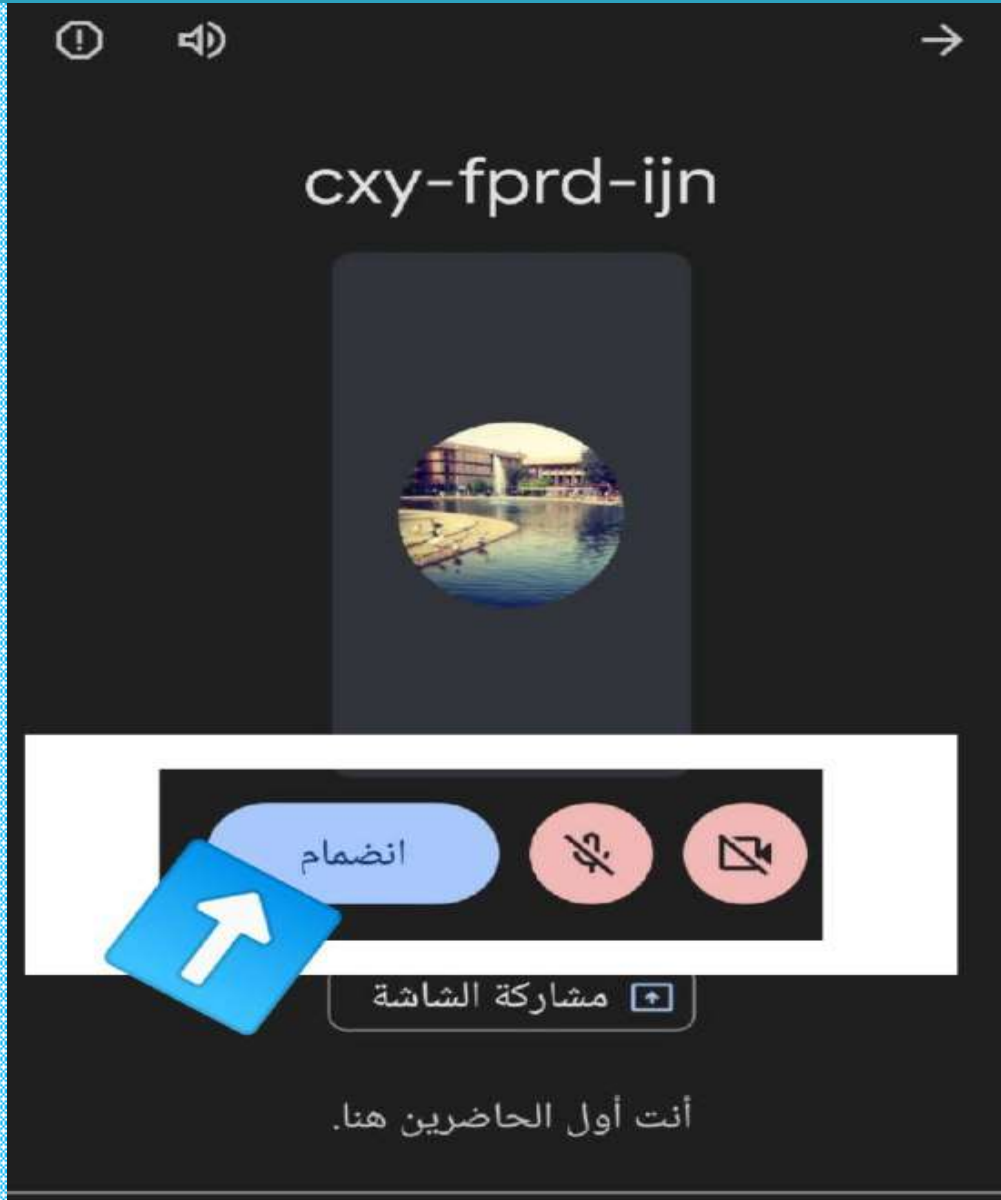 cxy-fprd-ijn
انضمام
مشاركة الشاشة
أنت أول الحاضرين هنا.